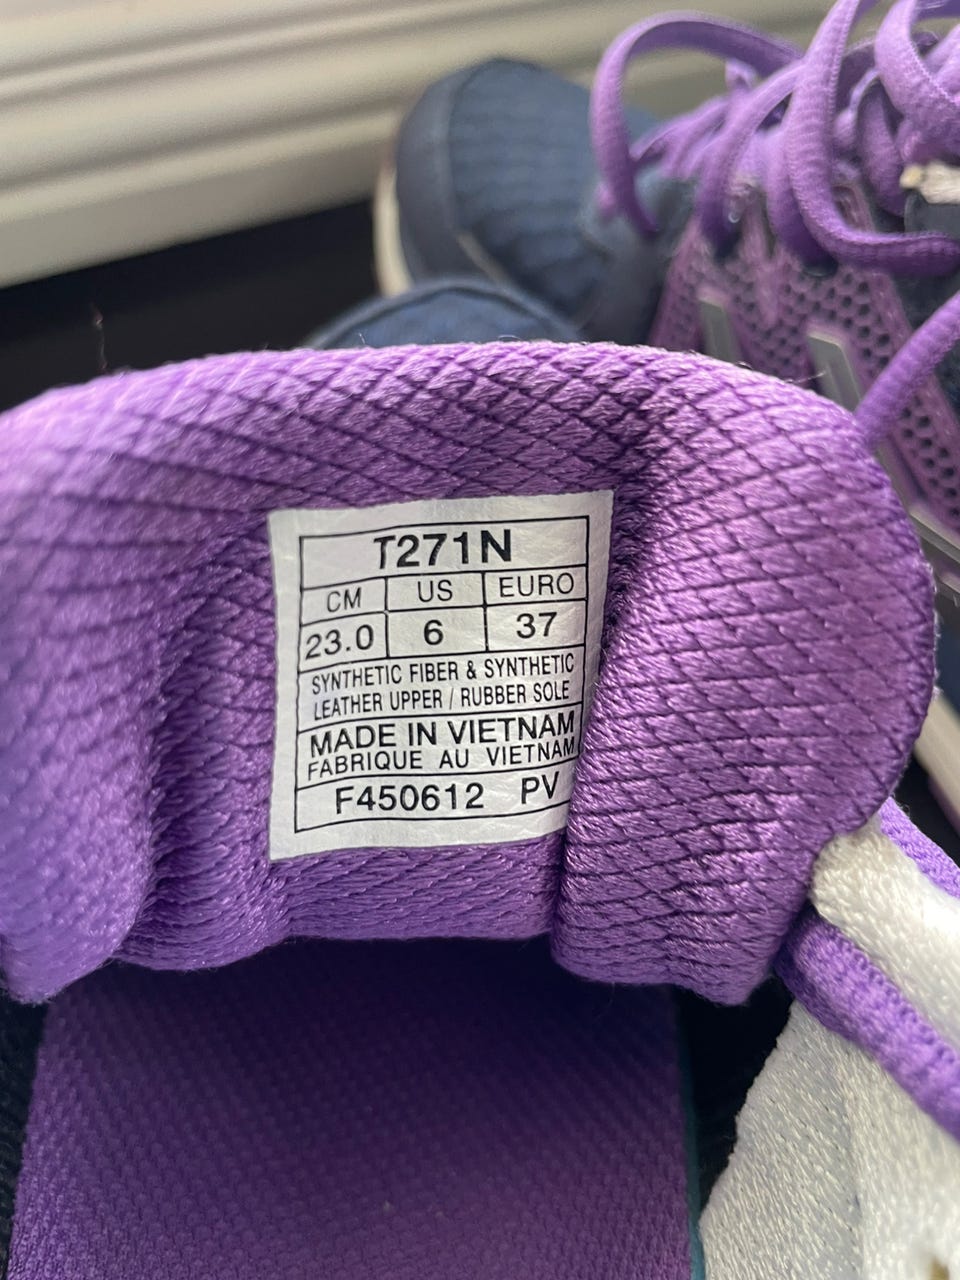 T271N
CM US EURO
23.0 6 37
SYNTHETIC FIBER & SYNTHETIC
LEATHER UPPER / RUBBER SOLE
MADE IN VIETNAM
FABRIQUE AU VIETNAM
F450612 PV